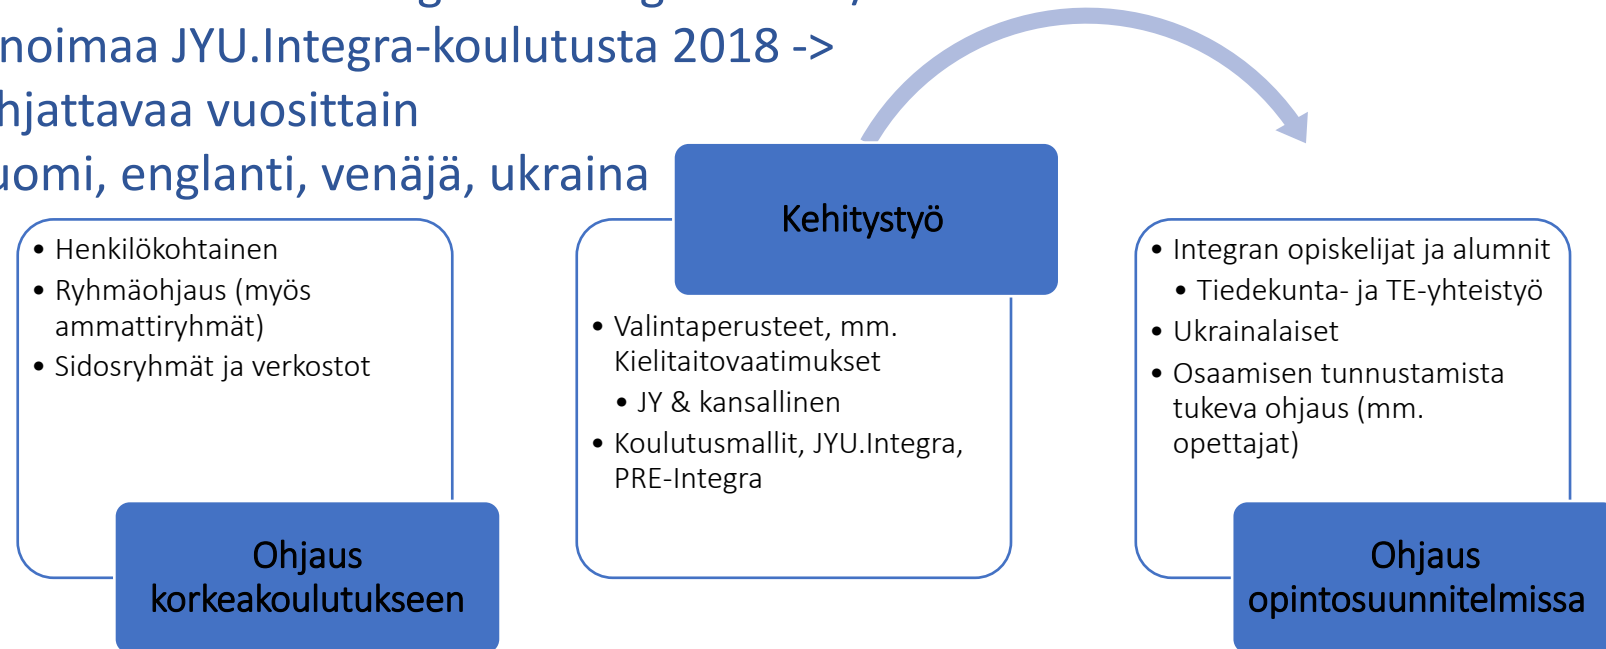 noimaa JYU.Integra-koulutusta 2018 ->
hjattavaa vuosittain
uomi, englanti, venäjä, ukraina
• Henkilökohtainen
• Ryhmäohjaus (myös
ammattiryhmät)
• Sidosryhmät ja verkostot
Ohjaus
korkeakoulutukseen
Kehitystyö
• Valintaperusteet, mm.
Kielitaitovaatimukset
• JY & kansallinen
• Koulutusmallit, JYU.Integra,
PRE-Integra
• Integran opiskelijat ja alumnit
• Tiedekunta- ja TE-yhteistyö
• Ukrainalaiset
• Osaamisen tunnustamista
tukeva ohjaus (mm.
opettajat)
Ohjaus
opintosuunnitelmissa